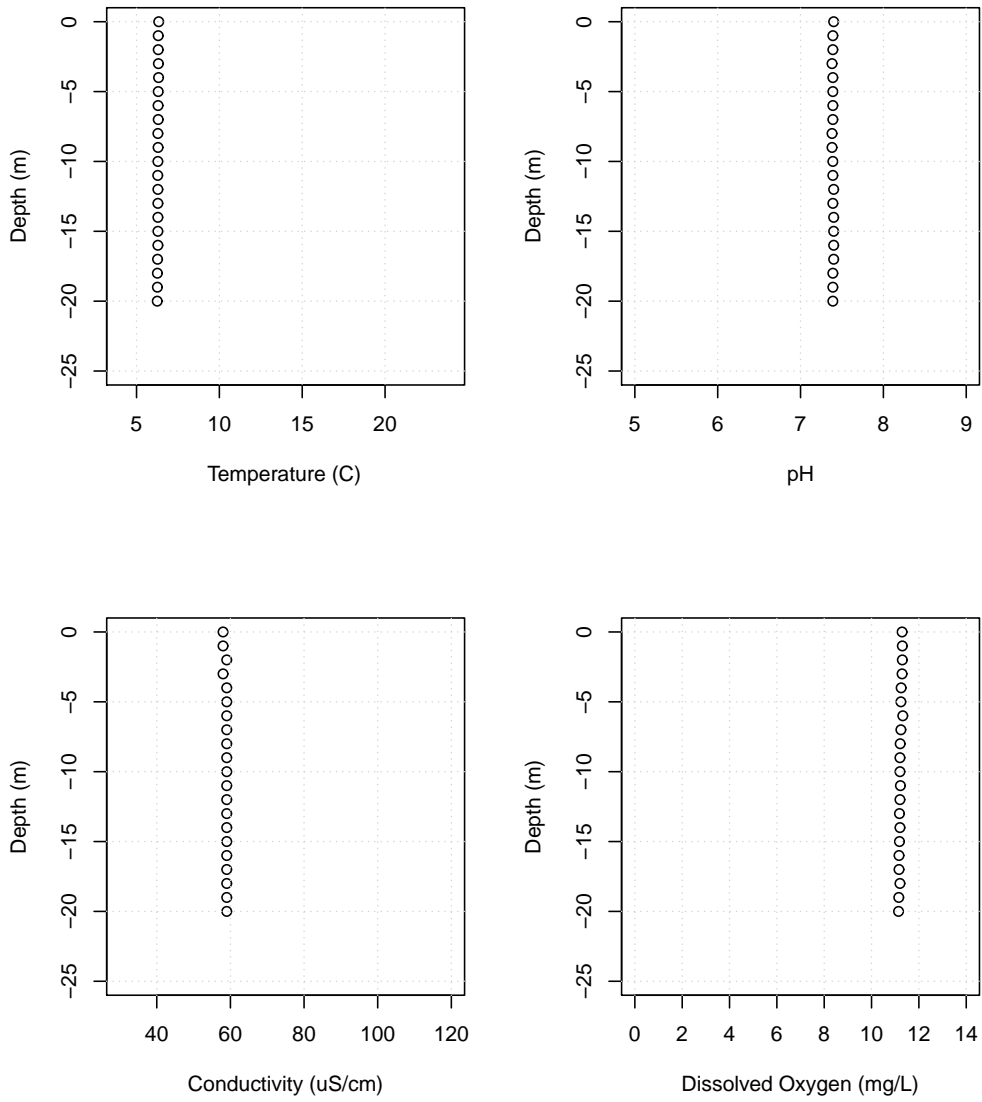 0
−5
−10
−15
−20
−25
Depth (m)
5 10 15 20
Temperature (C)
0
−5
−10
−15
−20
−25
Depth (m)
5 6 7 8 9
pH
0
−5
−10
−15
−20
−25
Depth (m)
40 60 80 100 120
Conductivity (uS/cm)
0
−5
−10
−15
−20
−25
Depth (m)
0 2 4 6 8 10 12 14
Dissolved Oxygen (mg/L)